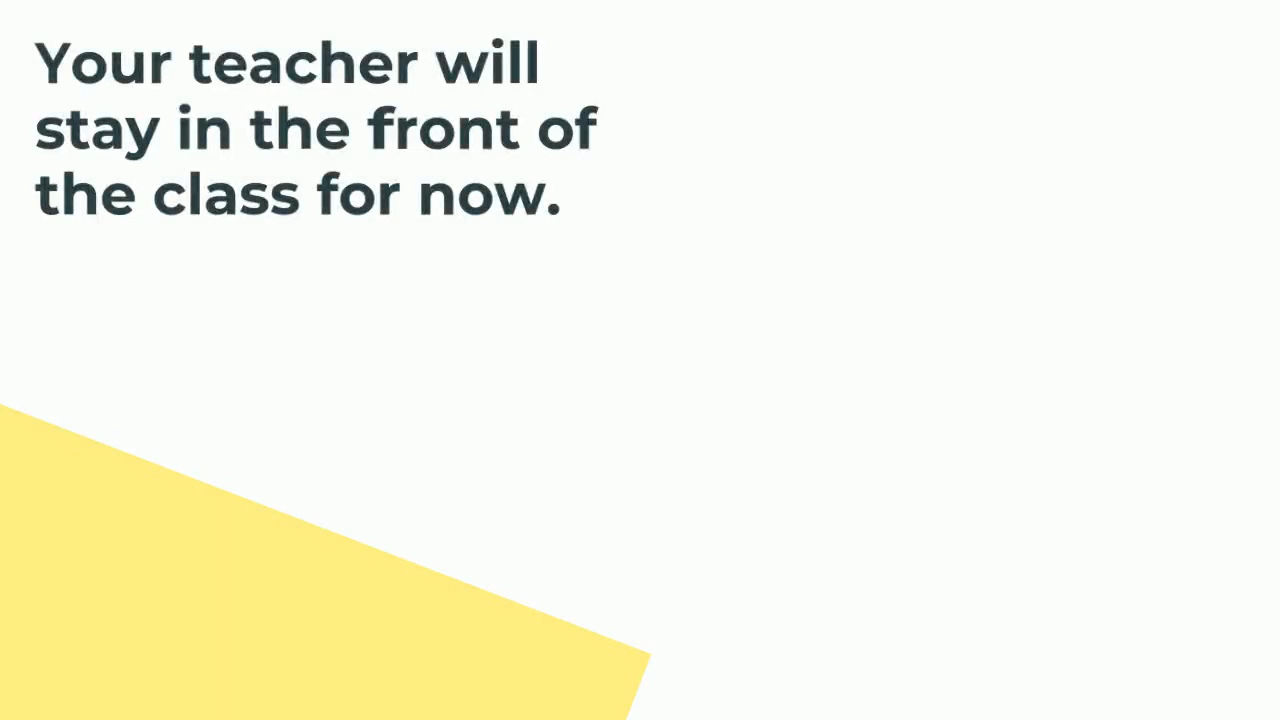 Your teacher will
stay in the front of
the class for now.